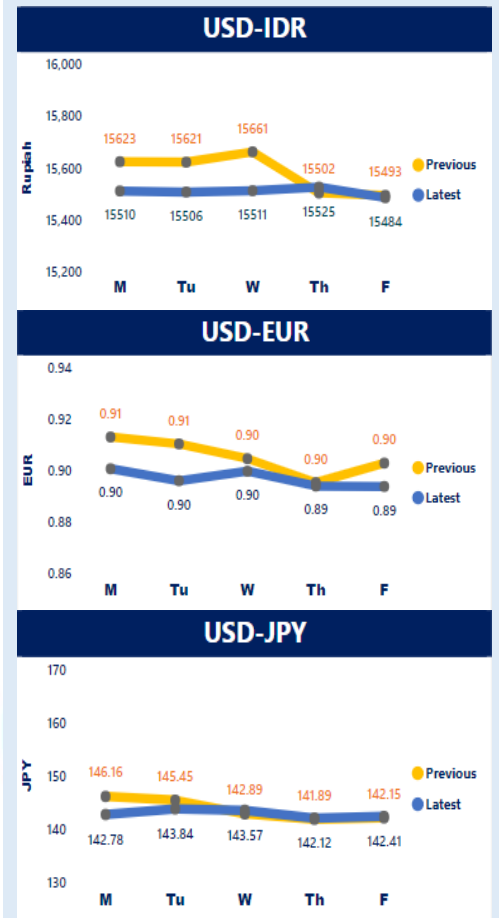 USD-IDR
16,000
15,800
15,600
15,400
15,200
Rupiah
15623 15621 15661 15502 15493
15510 15506 15511 15525 15484
Previous
Latest
M Tu W Th F
USD-EUR
0.94
0.92
0.90
0.88
0.86
EUR
0.91 0.91 0.90 0.90 0.90
0.90 0.90 0.90 0.89 0.89
Previous
Latest
M Tu W Th F
USD-JPY
170
160
150
140
130
JPY
146.16 145.45 142.89 141.89 142.15
142.78 143.84 143.57 142.12 142.41
Previous
Latest
M Tu W Th F